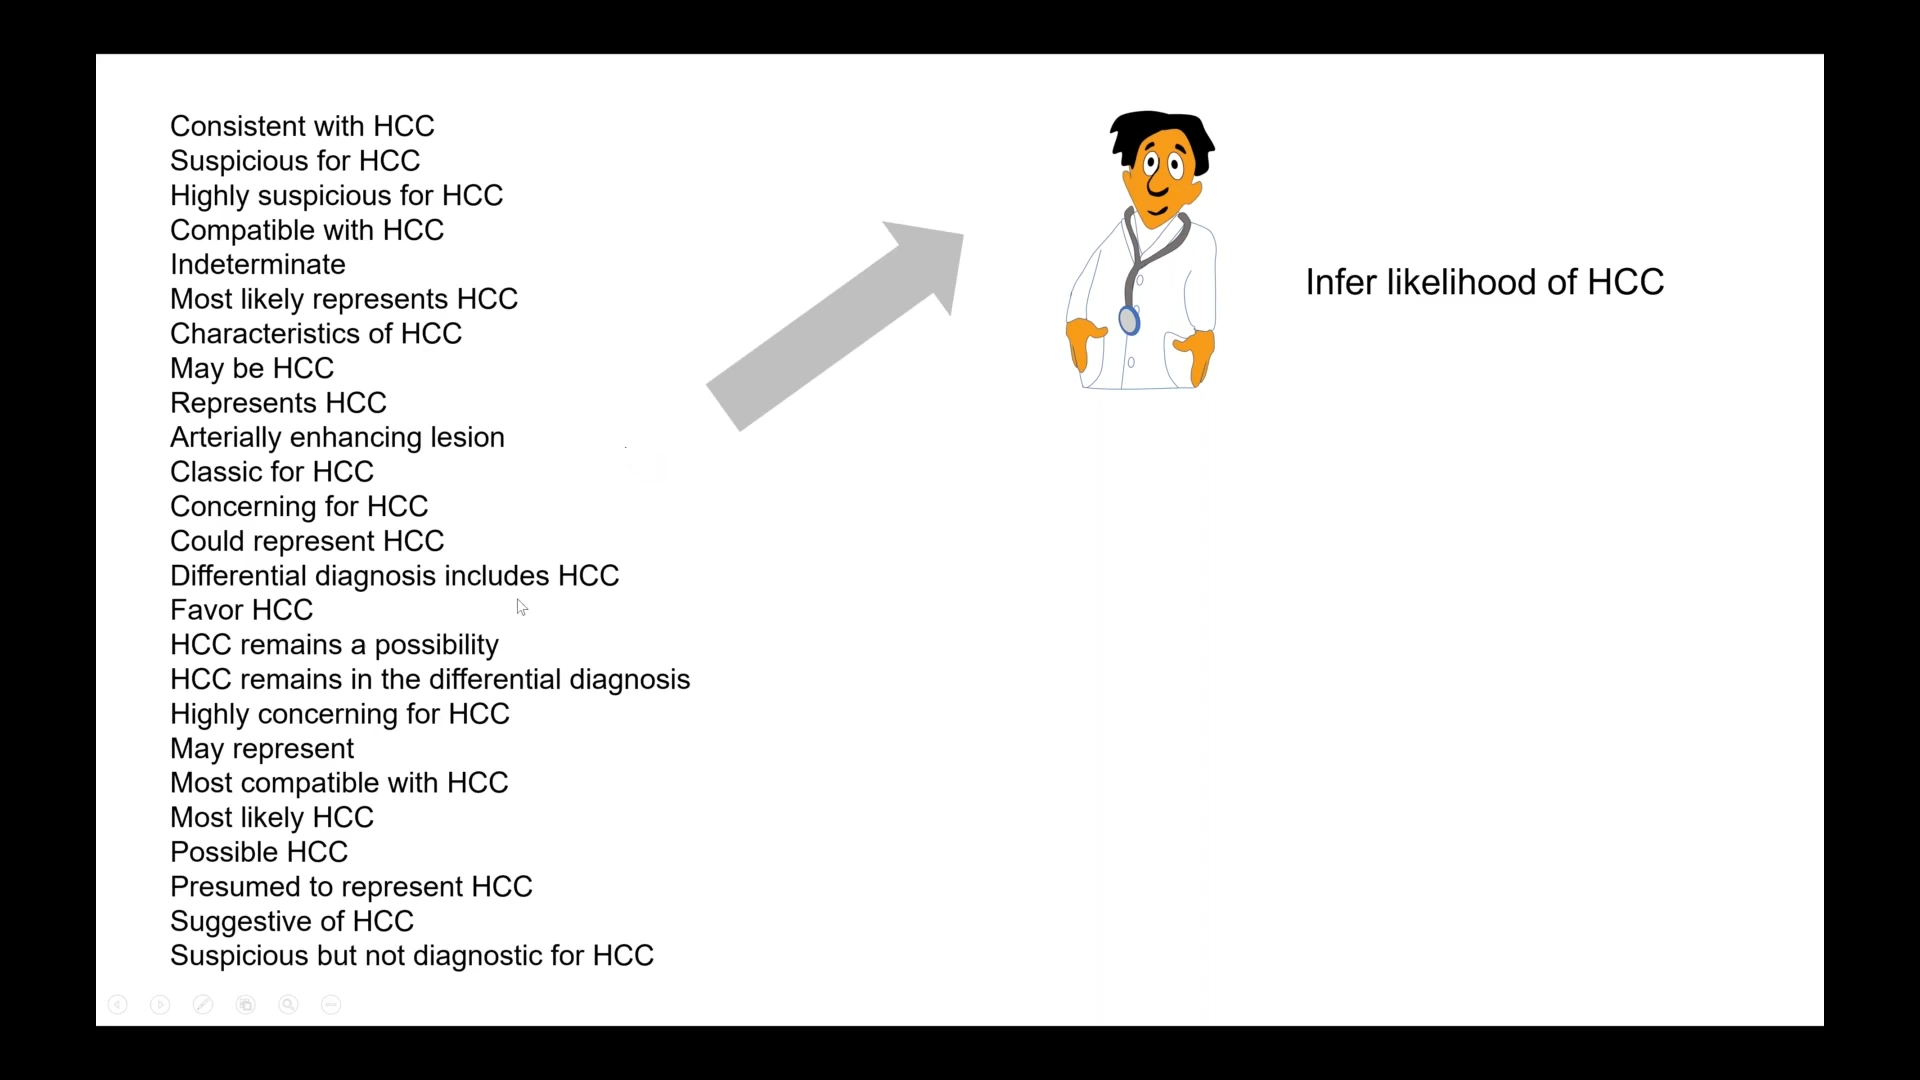 Consistent with HCC
Suspicious for HCC
Highly suspicious for HCC
Compatible with HCC
Indeterminate
Most likely represents HCC
Characteristics of HCC
May be HCC
Represents HCC
Arterially enhancing lesion
Classic for HCC
Concerning for HCC
Could represent HCC
Differential diagnosis includes HCC
Favor HCC
HCC remains a possibility
HCC remains in the differential diagnosis
Highly concerning for HCC
May represent
Most compatible with HCC
Most likely HCC
Possible HCC
Presumed to represent HCC
Suggestive of HCC
Suspicious but not diagnostic for HCC
Infer likelihood of HCC